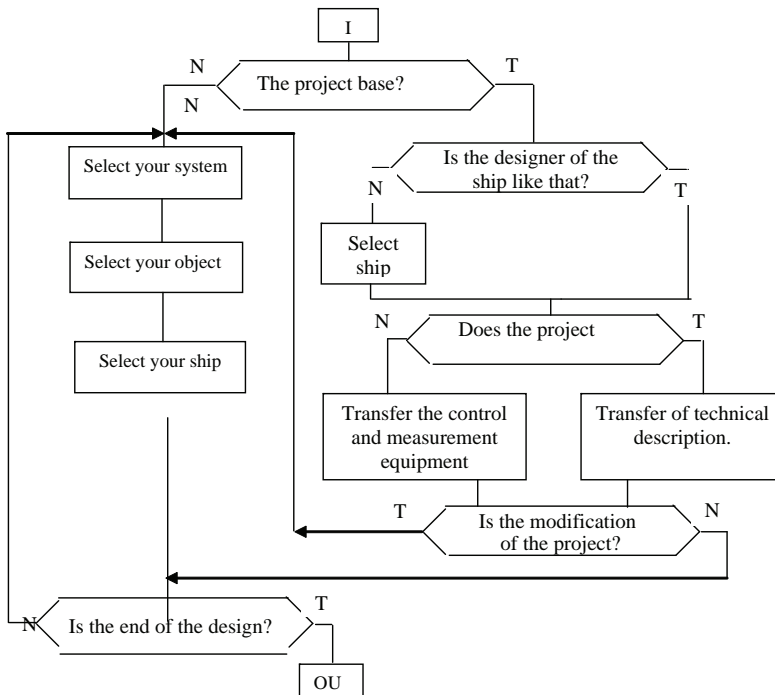 I
N
T
The project base?
N
Is the designer of the
ship like that?
N
T
Select your system
Select
ship
Select your object
N
Does the project
T
Select your ship
Transfer the control
and measurement
equipment
Transfer of technical
description.
T
Is the modification
of the project?
N
N
Is the end of the design?
T
OU